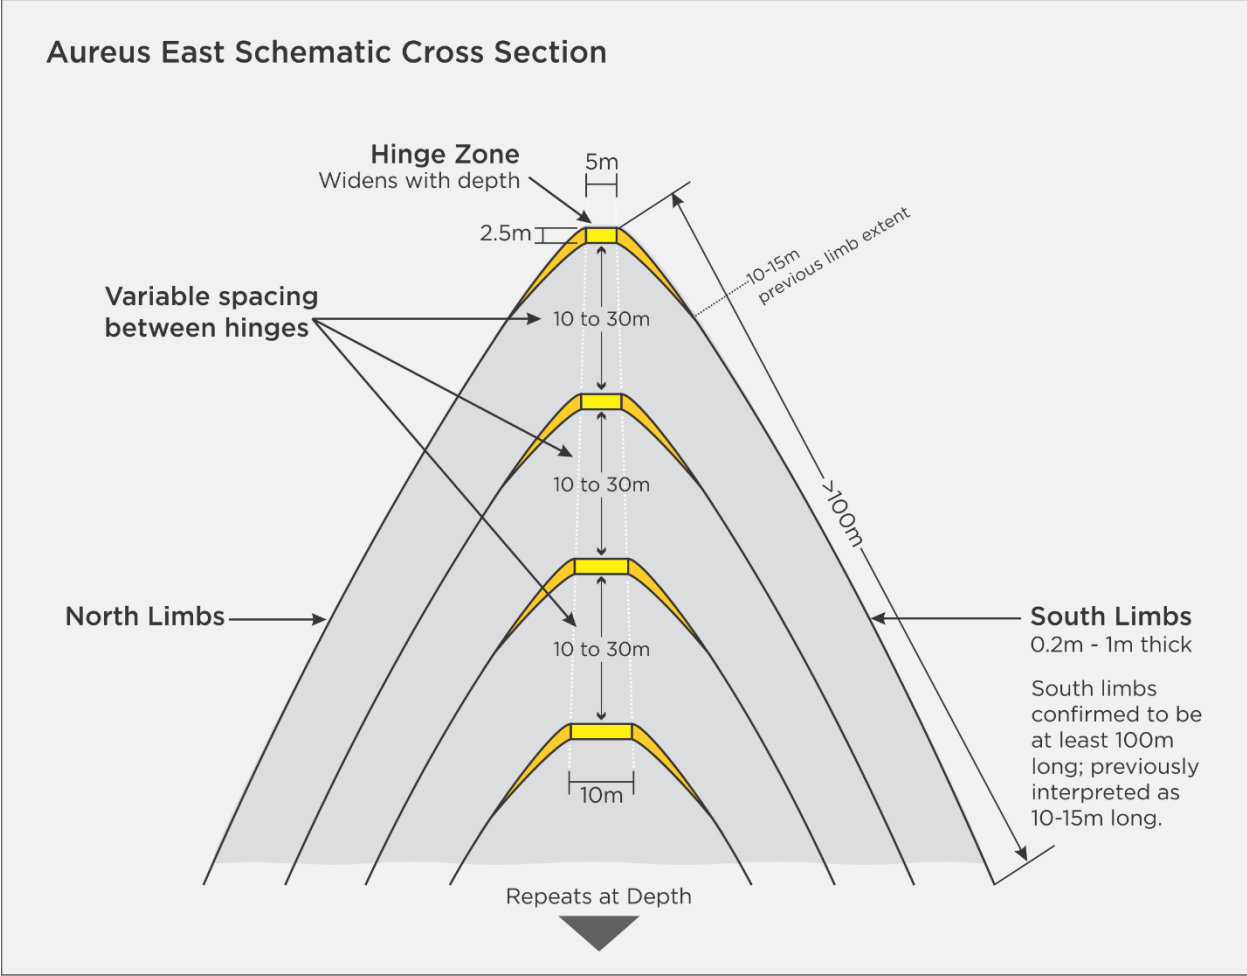 Aureus East Schematic Cross Section
Hinge Zone
Widens with depth
5m
2.5m
10-15m
previous limb extent
Variable spacing
between hinges
10 to 30m
10 to 30m
>100m
North Limbs
10 to 30m
South Limbs
0.2m - 1m thick
South limbs
confirmed to be
at least 100m
long; previously
interpreted as
10-15m long.
10m
Repeats at Depth